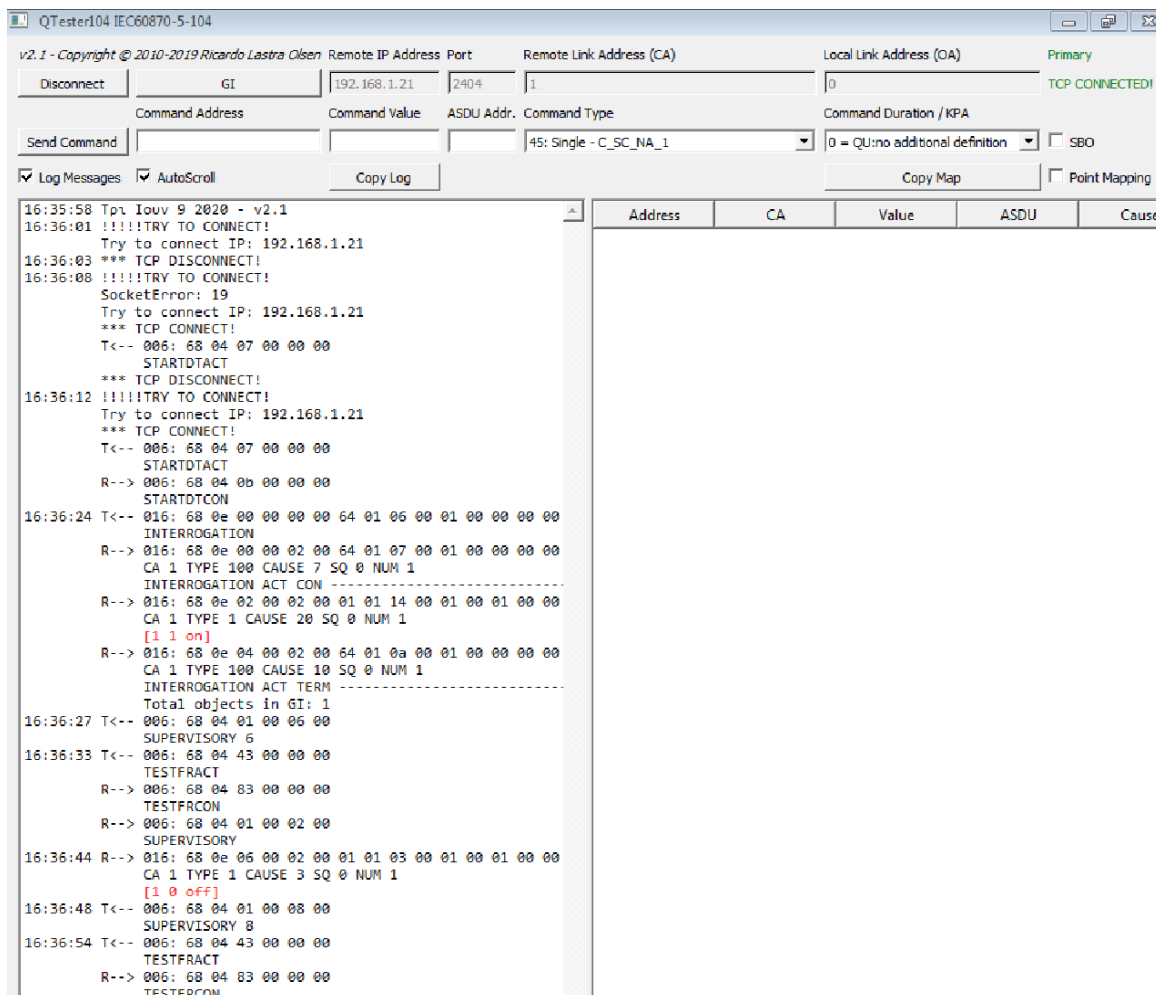 QTester104 IEC60870-5-104
v2.1 - Copyright © 2010-2019 Ricardo Lastra Olsen Remote IP Address Port Remote Link Address (CA) Local Link Address (OA) Primary
Disconnect GI 192.168.1.21 2404 1 0 TCP CONNECTED!
Command Address Command Value ASDU Addr. Command Type Command Duration / KPA
Send Command 45: Single - C_SC_NA_1 0 = QU:no additional definition SBO
Log Messages AutoScroll Copy Log Copy Map Point Mapping
Address CA Value ASDU Cause
16:35:58 Τρι Ιουν 9 2020 - v2.1
16:36:01 !!!!!TRY TO CONNECT!
Try to connect IP: 192.168.1.21
16:36:03 *** TCP DISCONNECT!
16:36:08 !!!!!TRY TO CONNECT!
SocketError: 19
Try to connect IP: 192.168.1.21
*** TCP CONNECT!
T<-- 006: 68 04 07 00 00 00
STARTDTACT
*** TCP DISCONNECT!
16:36:12 !!!!!TRY TO CONNECT!
Try to connect IP: 192.168.1.21
*** TCP CONNECT!
T<-- 006: 68 04 07 00 00 00
STARTDTACT
R--> 006: 68 04 0b 00 00 00
STARTDTCON
16:36:24 T<-- 016: 68 0e 00 00 00 00 64 01 06 00 01 00 00 00 00
INTERROGATION
R--> 016: 68 0e 00 00 02 00 64 01 07 00 01 00 00 00 00
CA 1 TYPE 100 CAUSE 7 SQ 0 NUM 1
INTERROGATION ACT CON ----------------------------
R--> 016: 68 0e 02 00 02 00 01 01 14 00 01 00 01 00 00
CA 1 TYPE 1 CAUSE 20 SQ 0 NUM 1
[1 1 on]
R--> 016: 68 0e 04 00 02 00 64 01 0a 00 01 00 00 00 00
CA 1 TYPE 100 CAUSE 10 SQ 0 NUM 1
INTERROGATION ACT TERM ---------------------------
Total objects in GI: 1
16:36:27 T<-- 006: 68 04 01 00 06 00
SUPERVISORY 6
16:36:33 T<-- 006: 68 04 43 00 00 00
TESTFRACT
R--> 006: 68 04 83 00 00 00
TESTFRCON
R--> 006: 68 04 01 00 02 00
SUPERVISORY
16:36:44 R--> 016: 68 0e 06 00 02 00 01 01 03 00 01 00 01 00 00
CA 1 TYPE 1 CAUSE 3 SQ 0 NUM 1
[1 0 off]
16:36:48 T<-- 006: 68 04 01 00 08 00
SUPERVISORY 8
16:36:54 T<-- 006: 68 04 43 00 00 00
TESTFRACT
R--> 006: 68 04 83 00 00 00
TESTFRCON